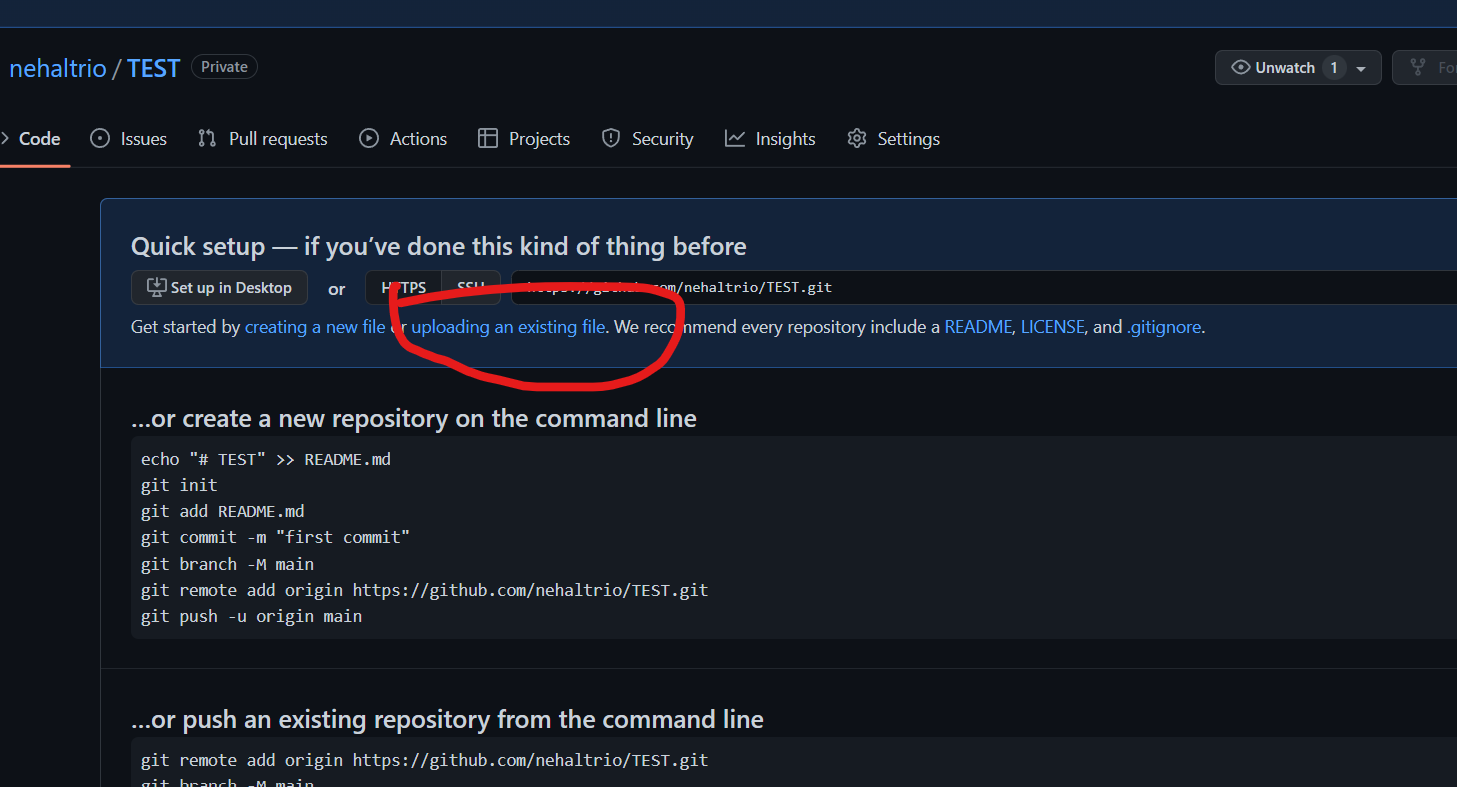 nehaltrio / TEST Private
Unwatch 1
Code Issues Pull requests Actions Projects Security Insights Settings
Quick setup — if you’ve done this kind of thing before
Set up in Desktop or HTTPS SSH https://github.com/nehaltrio/TEST.git
Get started by creating a new file or uploading an existing file. We recommend every repository include a README, LICENSE, and .gitignore.
…or create a new repository on the command line
echo "# TEST" >> README.md
git init
git add README.md
git commit -m "first commit"
git branch -M main
git remote add origin https://github.com/nehaltrio/TEST.git
git push -u origin main
…or push an existing repository from the command line
git remote add origin https://github.com/nehaltrio/TEST.git
git branch -M main